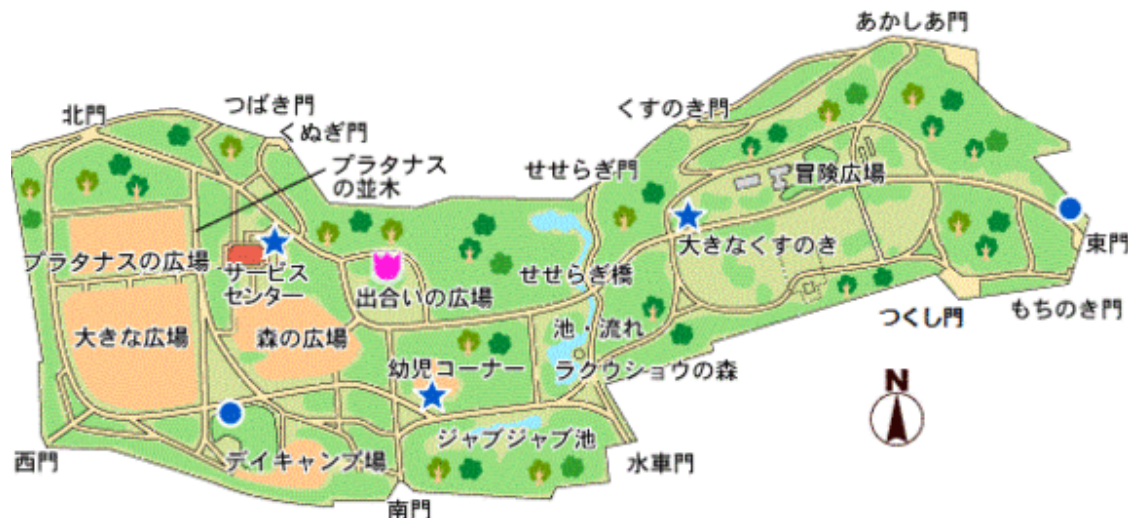 あかしあ門
北門
つばき門
くすのき門
くぬぎ門
プラタナス
の並木
せせらぎ門
冒険広場
大きなくすのき
東門
プラタナスの広場
サービス
センター
せせらぎ橋
出合いの広場
つくし門
もちのき門
大きな広場
森の広場
池・流れ
幼児コーナー
ラクウショウの森
N
ジャブジャブ池
西門
デイキャンプ場
水車門
南門